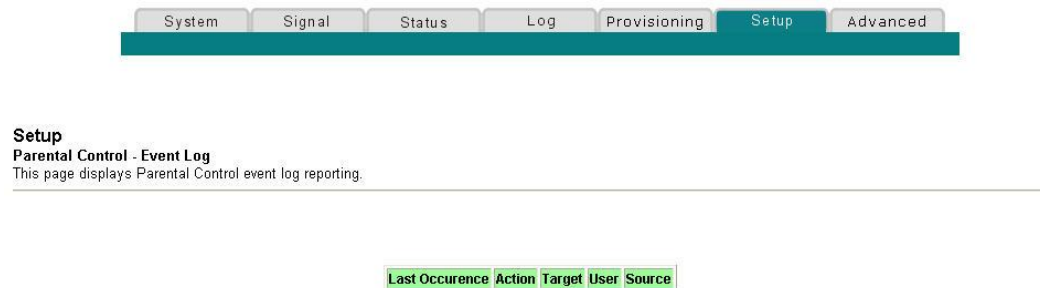 System Signal Status Log Provisioning Setup Advanced
Setup
Parental Control - Event Log
This page displays Parental Control event log reporting.
Last Occurence Action Target User Source